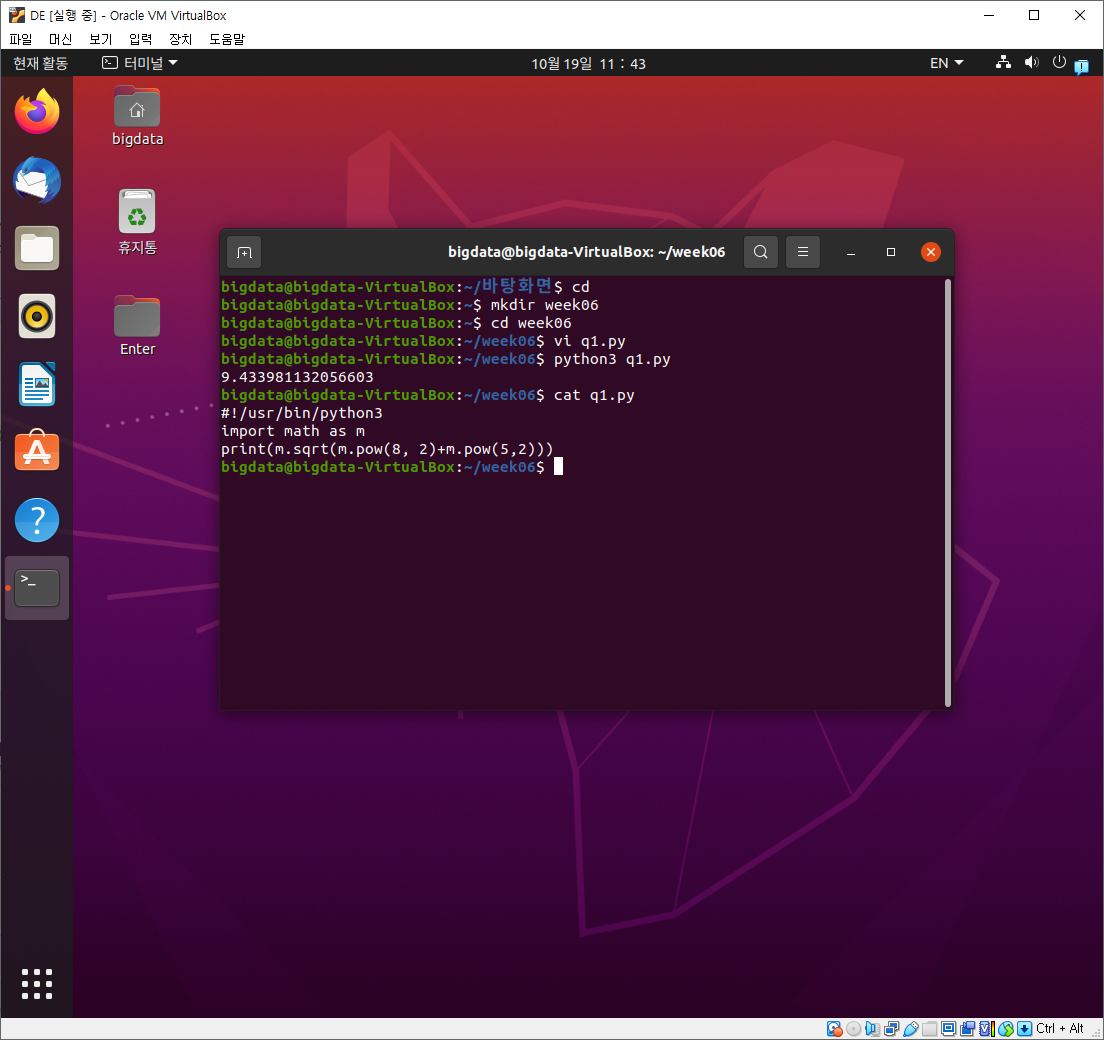 DE [실행 중] - Oracle VM VirtualBox
파일 머신 보기 입력 장치 도움말
현재 활동 터미널 10월 19일 11 : 43 EN
bigdata
휴지통
Enter
bigdata@bigdata-VirtualBox: ~/week06
bigdata@bigdata-VirtualBox:~/바탕화면$ cd
bigdata@bigdata-VirtualBox:~$ mkdir week06
bigdata@bigdata-VirtualBox:~$ cd week06
bigdata@bigdata-VirtualBox:~/week06$ vi q1.py
bigdata@bigdata-VirtualBox:~/week06$ python3 q1.py
9.433981132056603
bigdata@bigdata-VirtualBox:~/week06$ cat q1.py
#!/usr/bin/python3
import math as m
print(m.sqrt(m.pow(8, 2)+m.pow(5,2)))
bigdata@bigdata-VirtualBox:~/week06$
Ctrl + Alt